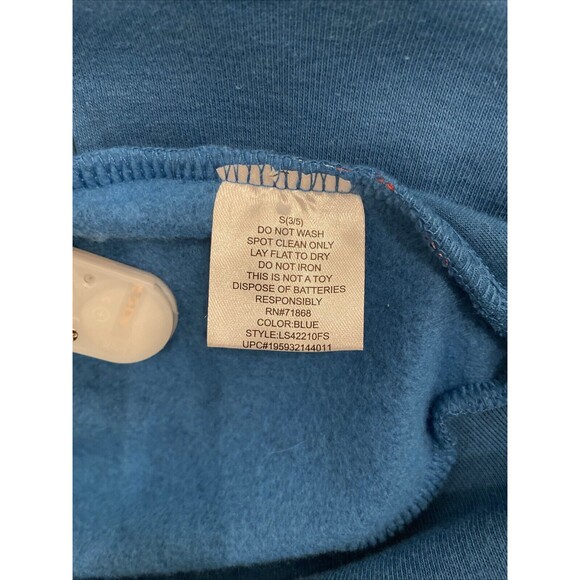 S(3/5)
DO NOT WASH
SPOT CLEAN ONLY
LAY FLAT TO DRY
DO NOT IRON
THIS IS NOT A TOY
DISPOSE OF BATTERIES
RESPONSIBLY
RN#71868
COLOR:BLUE
STYLE:LS42210FS
UPC#195932144011